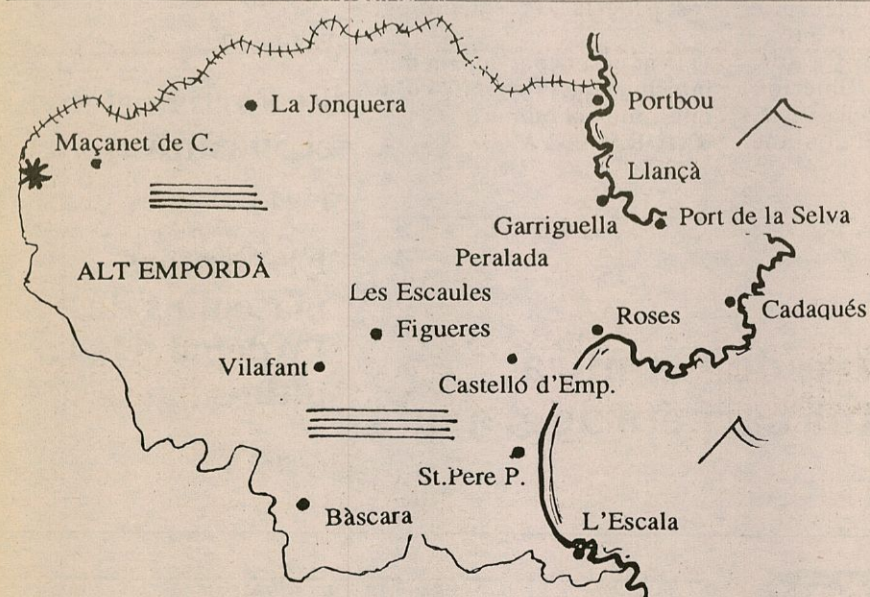 La Jonquera
Portbou
Maçanet de C.
Llançà
Garriguella
Port de la Selva
Peralada
ALT EMPORDÀ
Les Escaules
Cadaqués
Roses
Figueres
Vilafant
Castelló d'Emp.
St.Pere P.
L'Escala
Bàscara